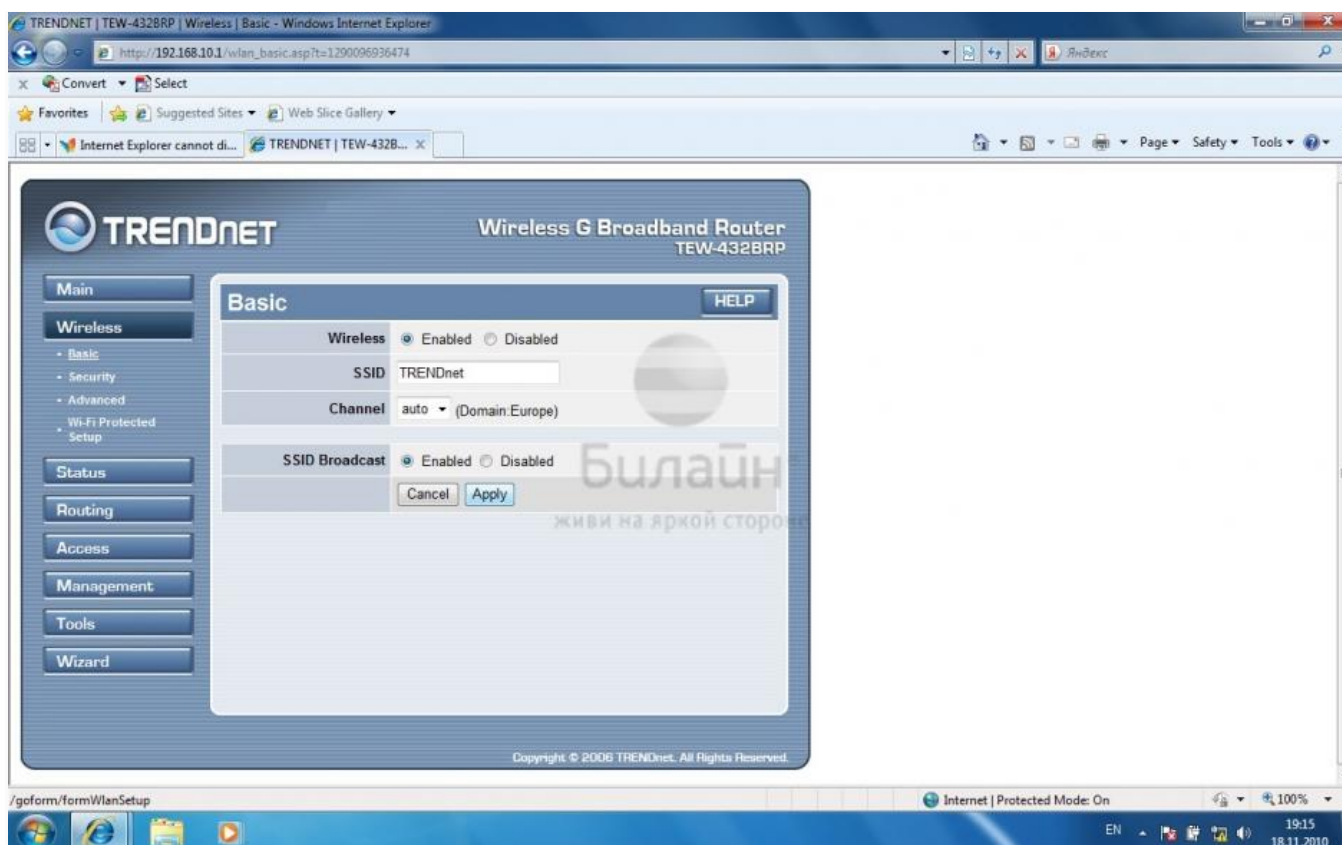 TRENDNET | TEW-432BRP | Wireless | Basic - Windows Internet Explorer
http://192.168.10.1/wlan_basic.asp?t=1290096936474
Яндекс
x Convert Select
Favorites Suggested Sites Web Slice Gallery
Internet Explorer cannot di... TRENDNET | TEW-432B... X
Page Safety Tools
TRENDNET
Wireless G Broadband Router
TEW-432BRP
Main
Wireless
Basic
Security
Advanced
Wi-Fi Protected
Setup
Status
Routing
Access
Management
Tools
Wizard
Basic
HELP
Wireless Enabled Disabled
SSID TRENDnet
Channel auto (Domain:Europe)
SSID Broadcast Enabled Disabled
Cancel Apply
Билайн
живи на яркой стороне
Copyright © 2006 TRENDnet. All Rights Reserved.
/goform/formWlanSetup
Internet | Protected Mode: On
100%
EN
19:15
18.11.2010